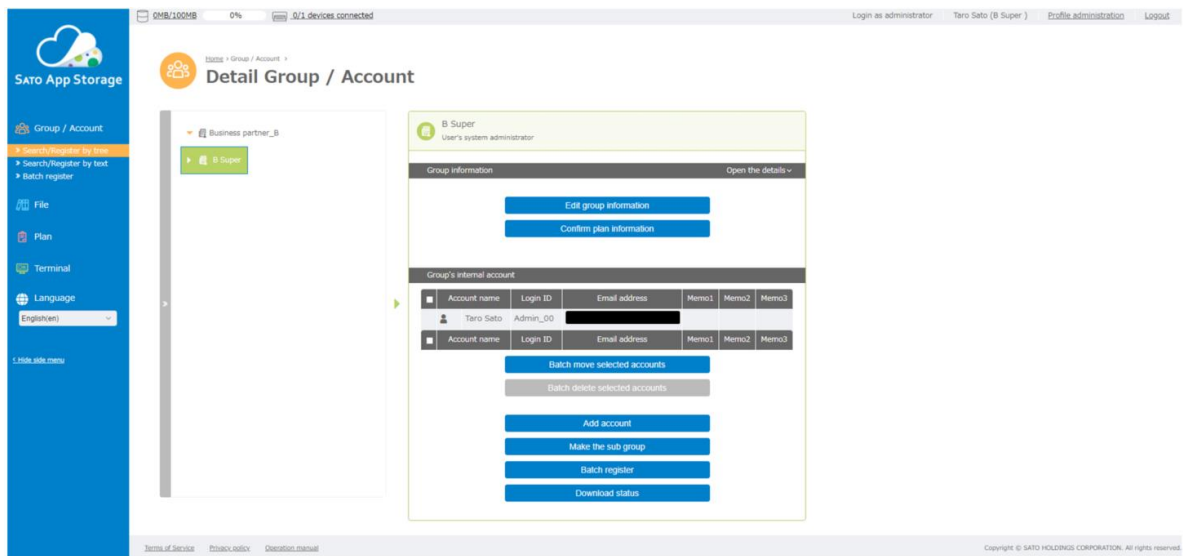 0MB/100MB 0% 0/1 devices connected Login as administrator Taro Sato (B Super ) Profile administration Logout
SATO App Storage
Home > Group / Account >
Detail Group / Account
Group / Account
> Search/Register by tree
> Search/Register by text
> Batch register
File
Plan
Terminal
Language
English(en)
< Hide side menu
Business partner_B
B Super
B Super
User's system administrator
Group information Open the details
Edit group information
Confirm plan information
Group's internal account
Account name Login ID Email address Memo1 Memo2 Memo3
Taro Sato Admin_00
Account name Login ID Email address Memo1 Memo2 Memo3
Batch move selected accounts
Batch delete selected accounts
Add account
Make the sub group
Batch register
Download status
Terms of Service Privacy policy Operation manual Copyright © SATO HOLDINGS CORPORATION. All rights reserved.